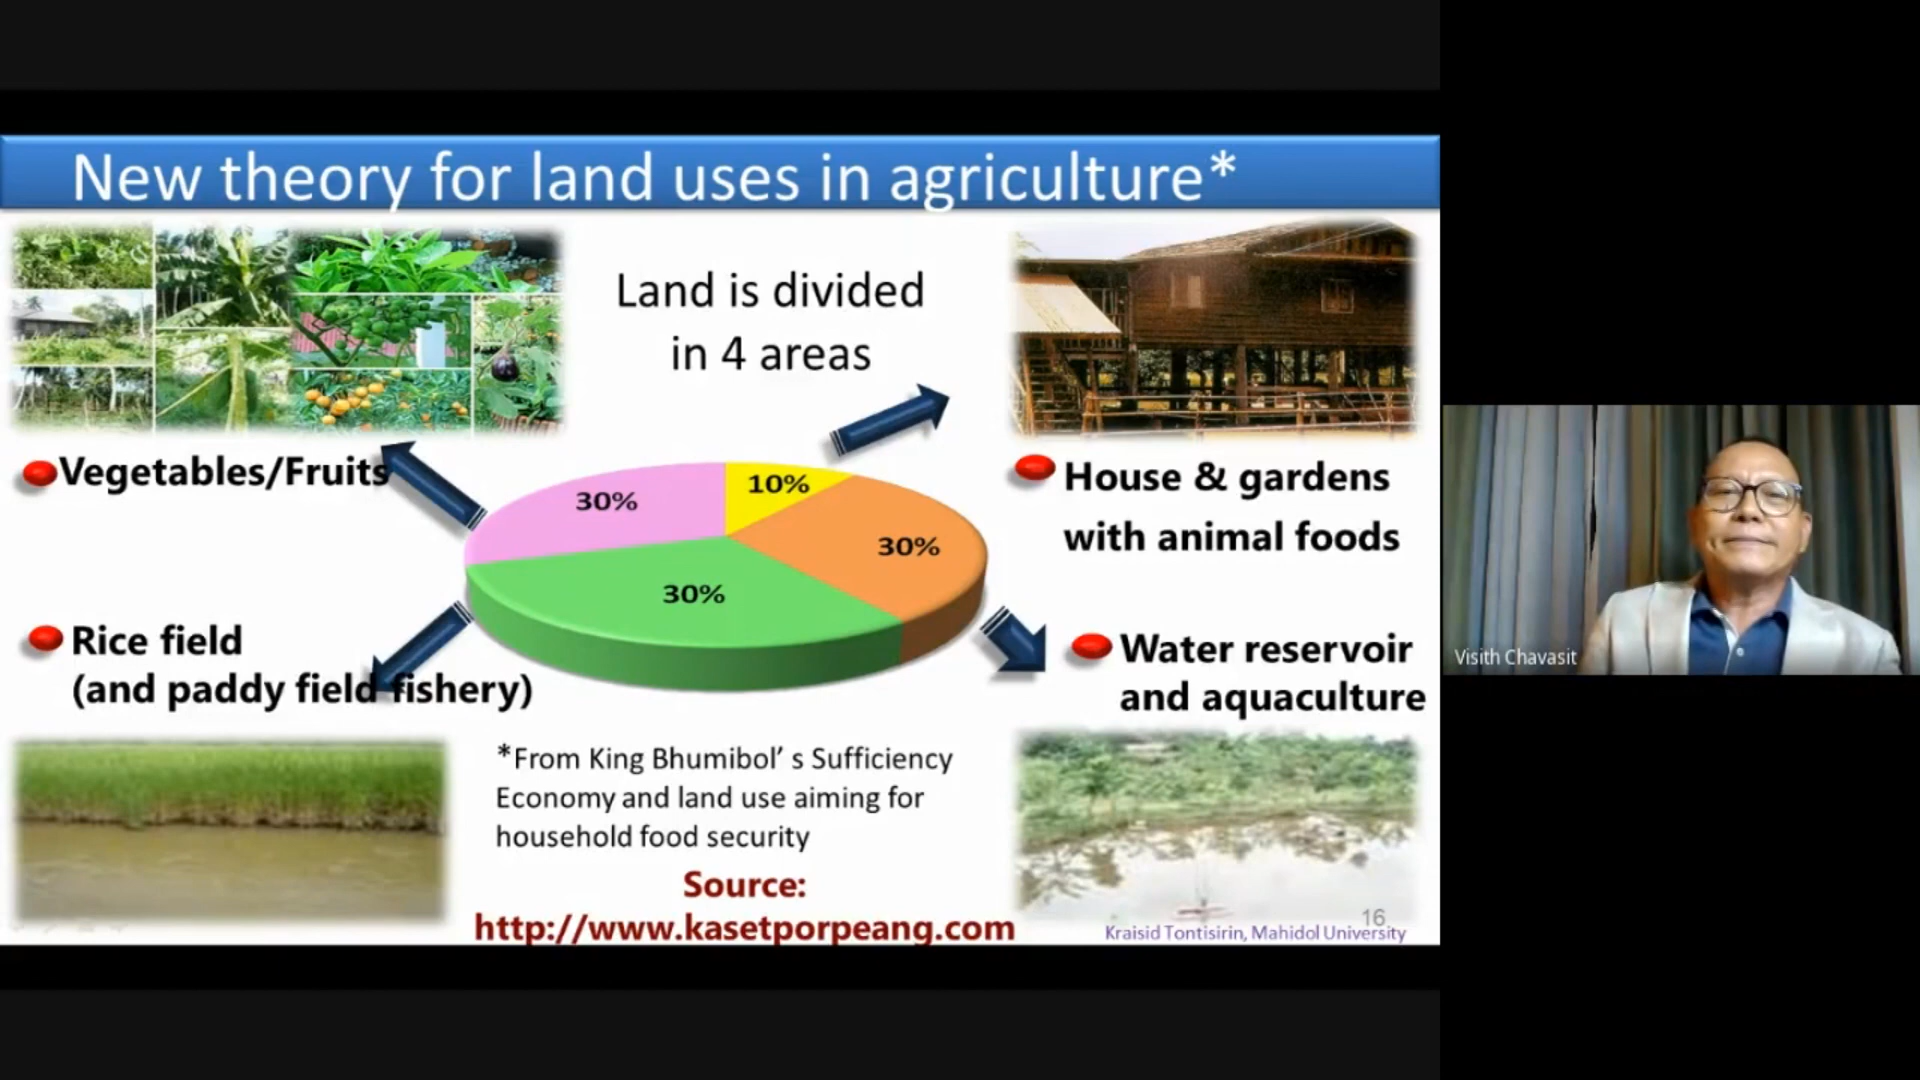 New theory for land uses in agriculture*
Land is divided
in 4 areas
Vegetables/Fruits
House & gardens
with animal foods
10%
30%
30%
30%
Rice field
(and paddy field fishery)
Water reservoir
and aquaculture
*From King Bhumibol’ s Sufficiency
Economy and land use aiming for
household food security
Source:
http://www.kasetporpeang.com
16
Kraisid Tontisirin, Mahidol University
Visith Chavasit